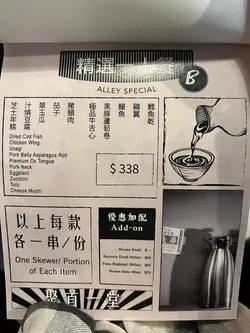 精選
B
ALLEY SPECIAL
鱈魚乾
鷄翼
鰻魚
黑豚蘆荀卷
極品牛舌心
豬頸肉
茄子
翠玉瓜
汁燒豆腐
芝士年糕
Dried Cod Fish
Chicken Wing
Unagi
Pork Belly Asparagus Roll
Premium Ox Tongue
Pork Neck
Eggplant
Zucchini
Tofu
Cheese Mochi
$338
以上每款
各一串/份
One Skewer/ Portion
of Each Item
優惠加配
Add-on